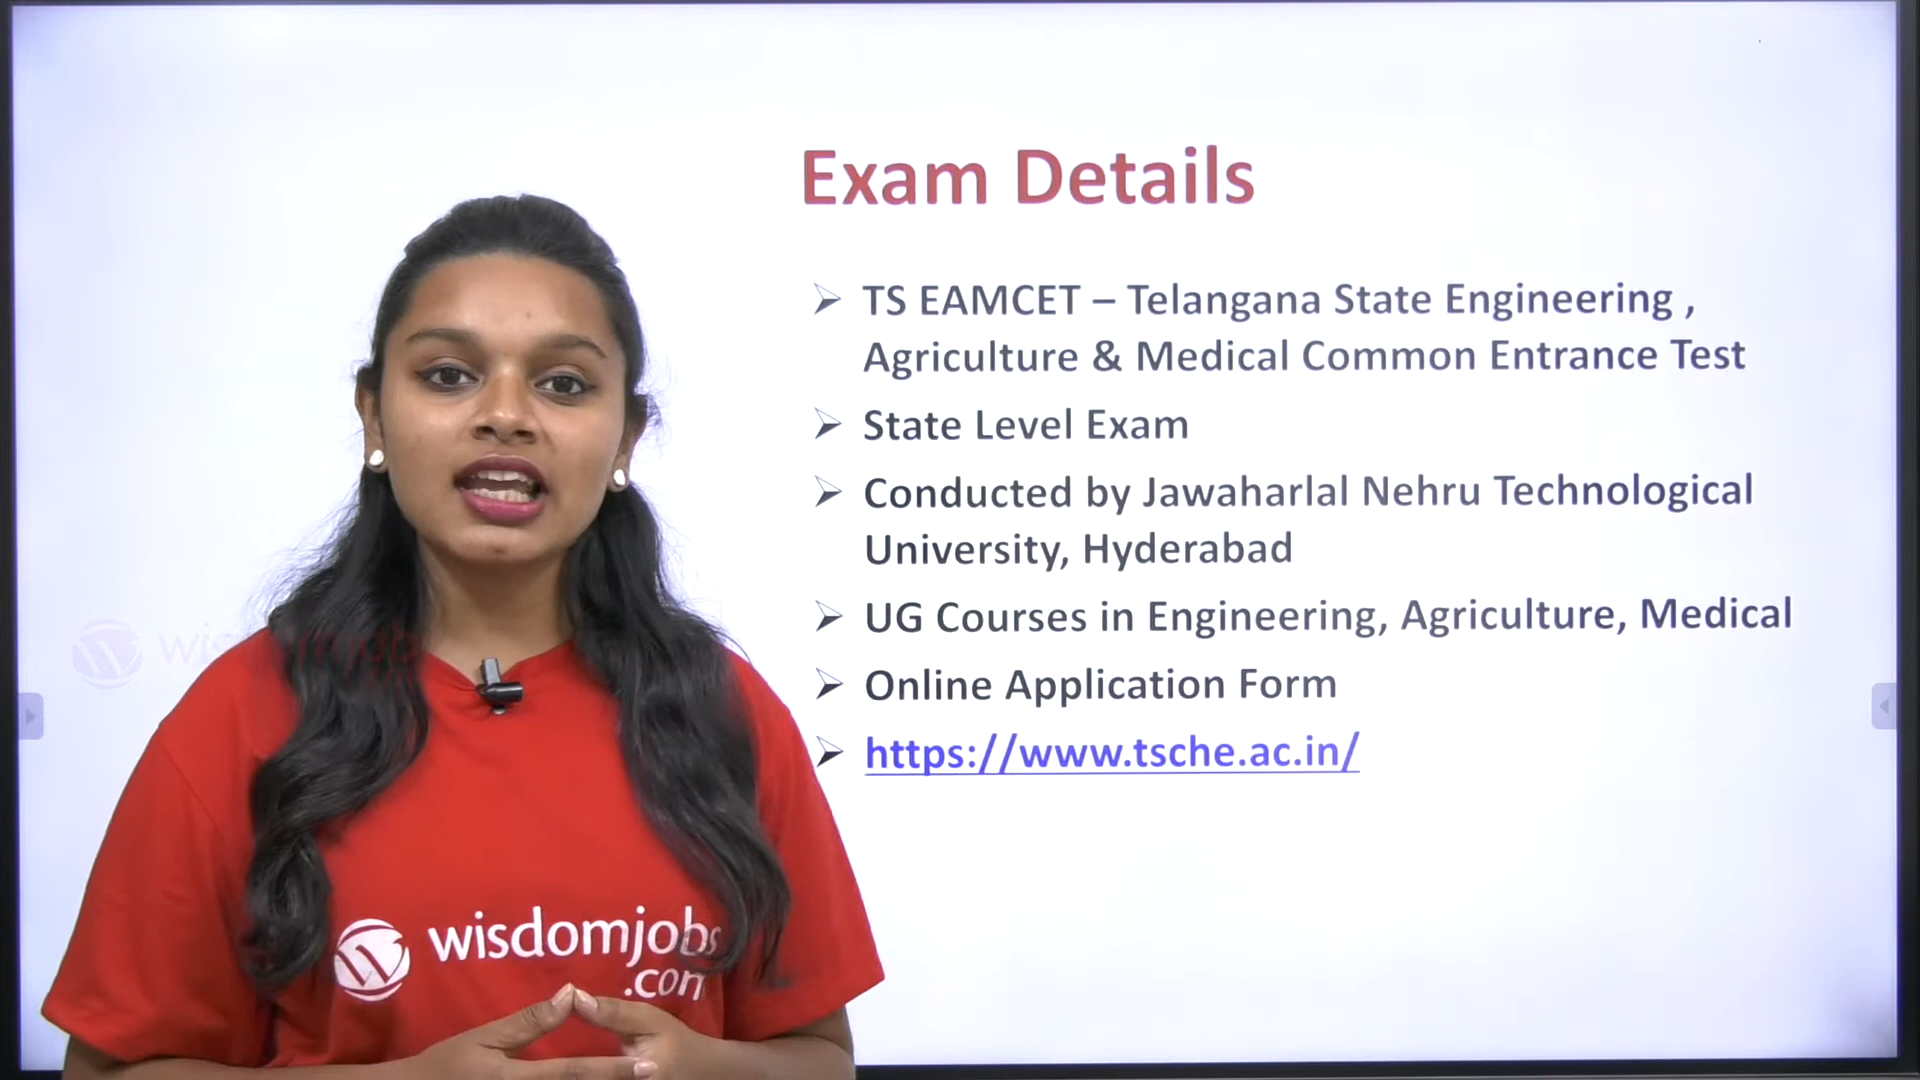 Exam Details
TS EAMCET – Telangana State Engineering ,
Agriculture & Medical Common Entrance Test
State Level Exam
Conducted by Jawaharlal Nehru Technological
University, Hyderabad
UG Courses in Engineering, Agriculture, Medical
Online Application Form
https://www.tsche.ac.in/
wisdomjobs
wisdomjobs
.com